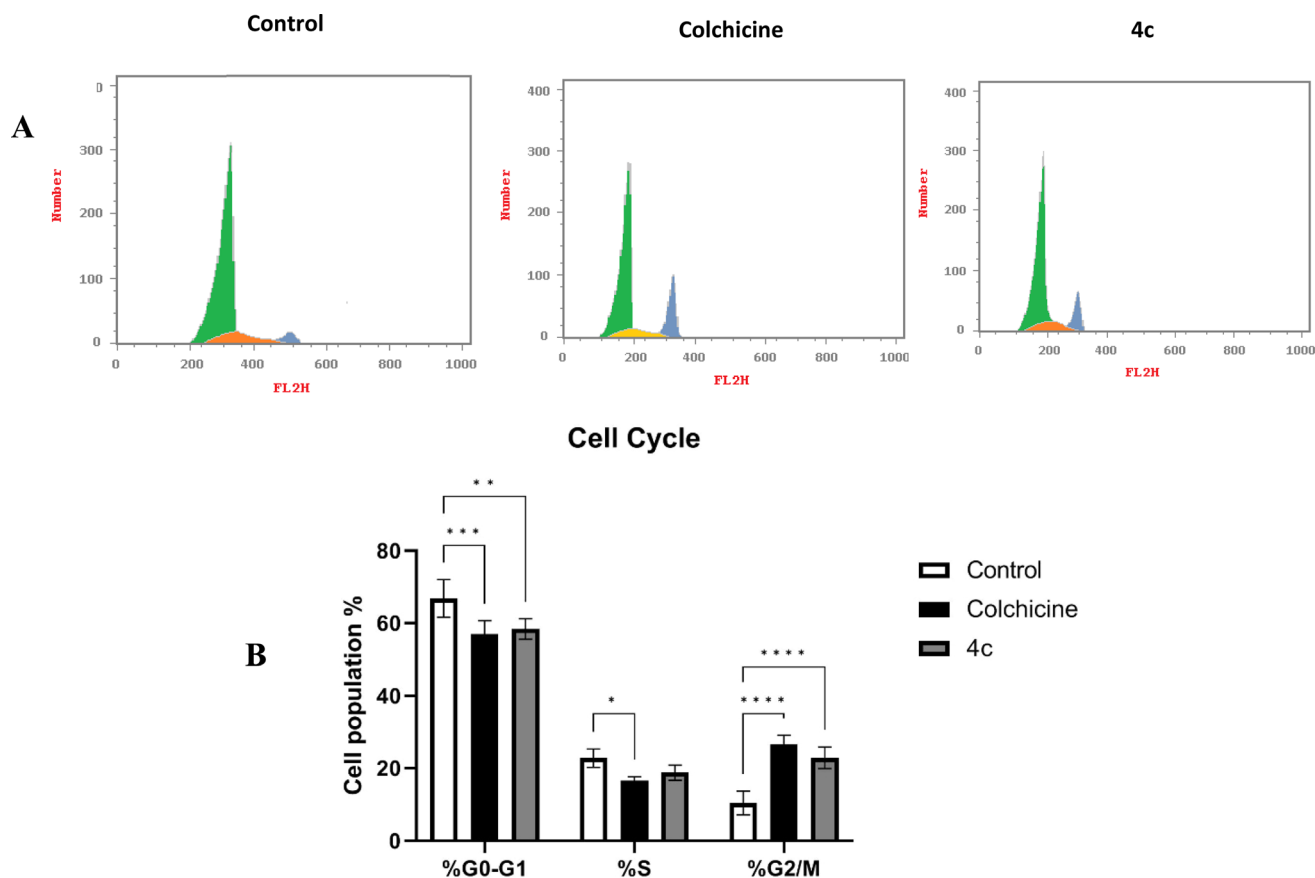 Control
Colchicine
4c
A
0
300
200
100
0
Number
0 200 400 600 800 1000
FL2H
400
300
200
100
0
Number
0 200 400 600 800 1000
FL2H
400
300
200
100
0
Number
0 200 400 600 800 1000
FL2H
Cell Cycle
B
* *
* * *
*
* * * *
* * * *
80
60
40
20
0
Cell population %
%G0-G1 %S %G2/M
Control
Colchicine
4c